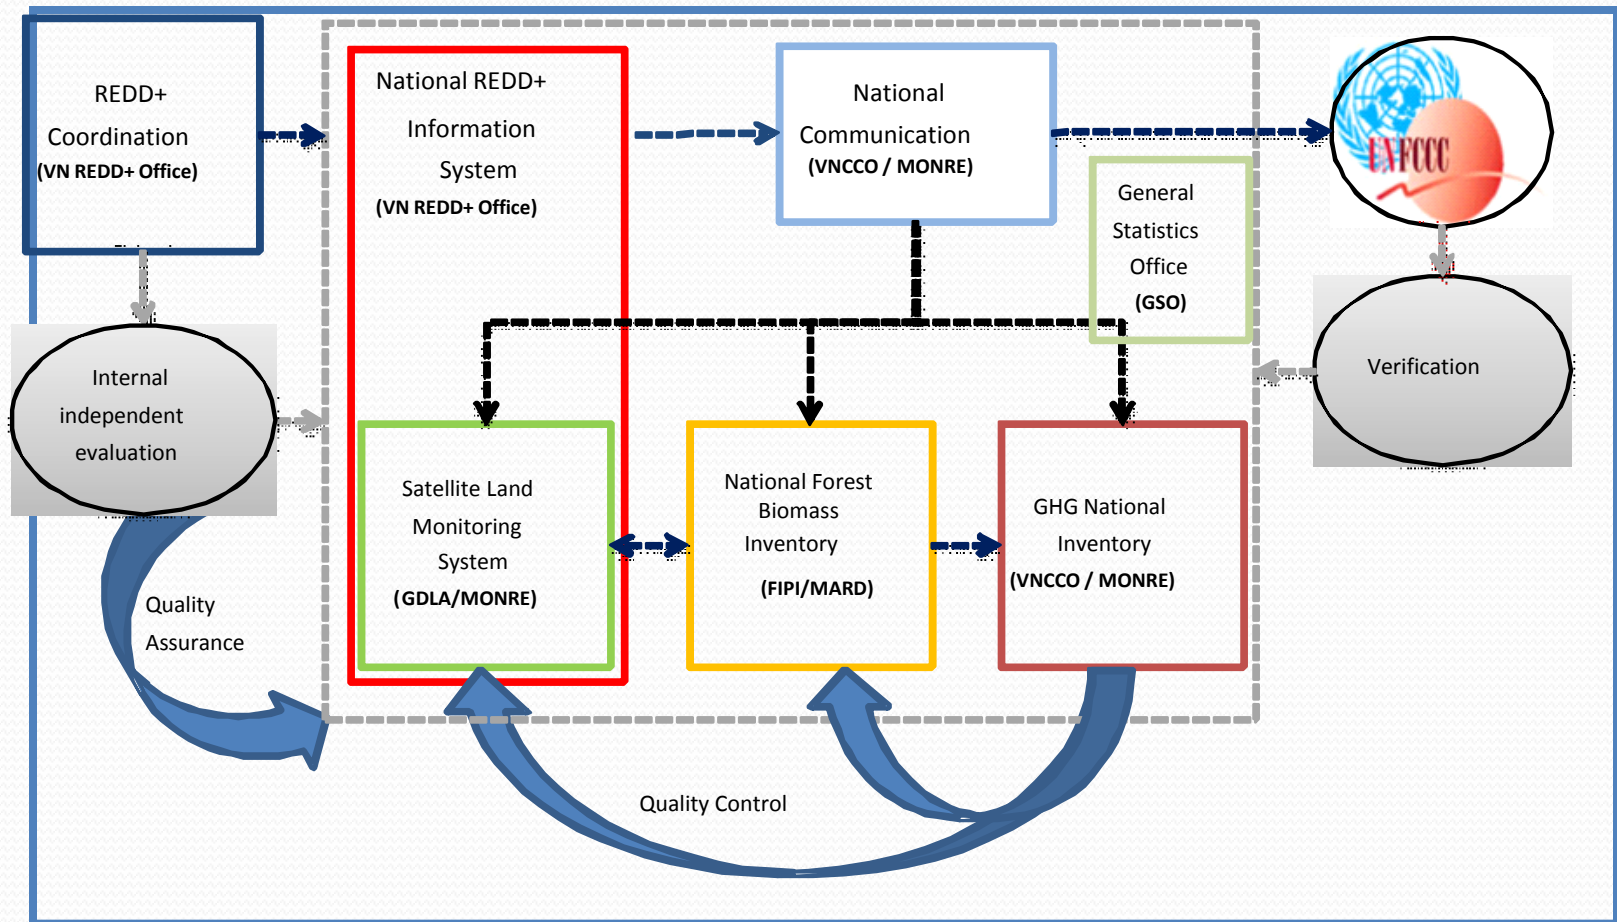 REDD+
Coordination
(VN REDD+ Office)
National REDD+
Information
System
(VN REDD+ Office)
National
Communication
(VNCCO / MONRE)
General
Statistics
Office
(GSO)
UNFCCC
Internal
independent
evaluation
Verification
Satellite Land
Monitoring
System
(GDLA/MONRE)
National Forest
Biomass
Inventory
(FIPI/MARD)
GHG National
Inventory
(VNCCO / MONRE)
Quality
Assurance
Quality Control